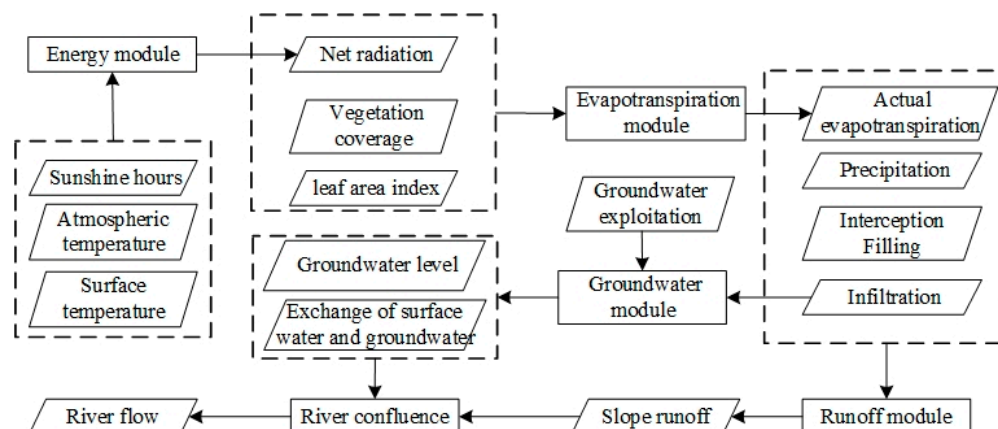 Energy module
Net radiation
Vegetation
coverage
leaf area index
Sunshine hours
Atmospheric
temperature
Surface
temperature
Evapotranspiration
module
Actual
evapotranspiration
Precipitation
Interception
Filling
Infiltration
Groundwater
exploitation
Groundwater
module
Groundwater level
Exchange of surface
water and groundwater
River flow
River confluence
Slope runoff
Runoff module